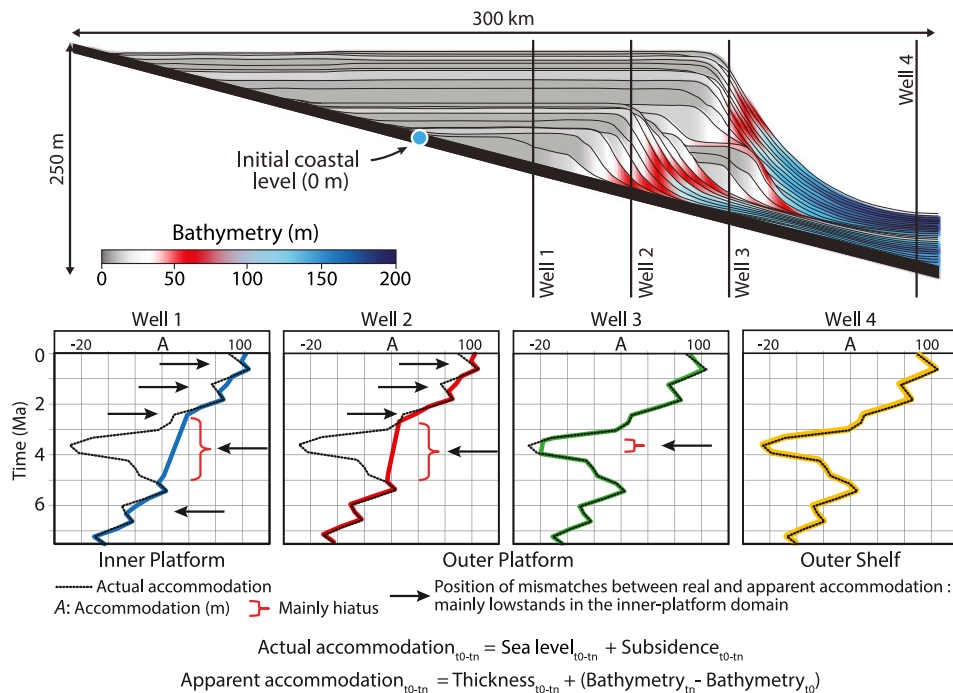 300 km
250 m
Initial coastal
level (0 m)
Bathymetry (m)
0 50 100 150 200
Well 1
Well 2
Well 3
Well 4
Well 1 Well 2 Well 3 Well 4
-20 A 100 -20 A 100 -20 A 100 -20 A 100
Time (Ma)
0
2
4
6
Inner Platform Outer Platform Outer Shelf
Actual accommodation
A: Accommodation (m) Mainly hiatus
Position of mismatches between real and apparent accommodation :
mainly lowstands in the inner-platform domain
Actual accommodation t0-tn = Sea level t0-tn + Subsidence t0-tn
Apparent accommodation t0-tn = Thickness t0-tn + (Bathymetry tn - Bathymetry t0)